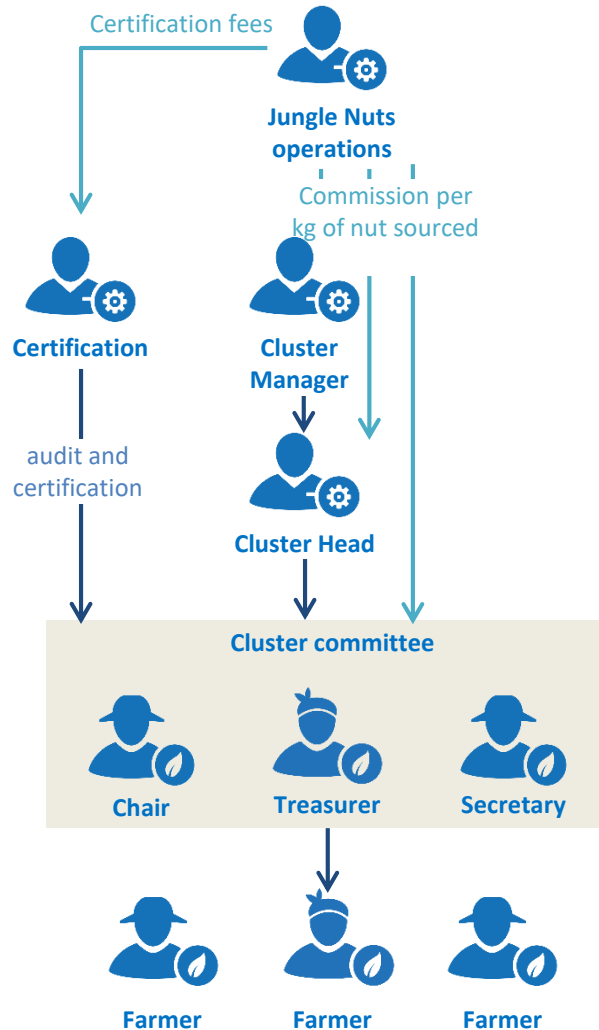 Certification fees
Jungle Nuts
operations
Commission per
kg of nut sourced
Certification
Cluster
Manager
audit and
certification
Cluster Head
Cluster committee
Chair
Treasurer
Secretary
Farmer
Farmer
Farmer